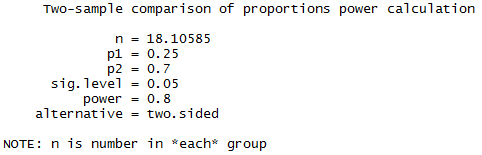 Two-sample comparison of proportions power calculation
n = 18.10585
p1 = 0.25
p2 = 0.7
sig.level = 0.05
power = 0.8
alternative = two.sided
NOTE: n is number in *each* group